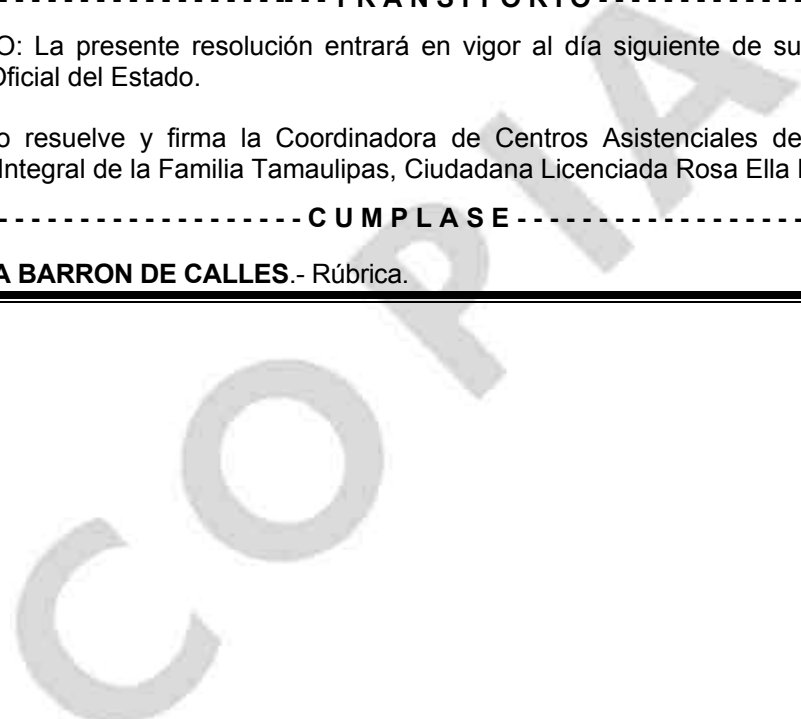 - - - - - - - - - - - - - - - - - - - - - - - T R A N S I T O R I O - - - - - - - - - - - - -
O: La presente resolución entrará en vigor al día siguiente de su
Oficial del Estado.
o resuelve y firma la Coordinadora de Centros Asistenciales de
Integral de la Familia Tamaulipas, Ciudadana Licenciada Rosa Ella
- - - - - - - - - - - - - - - - - - - C U M P L A S E - - - - - - - - - - - - - - - - - -
A BARRON DE CALLES.- Rúbrica.
COPIA